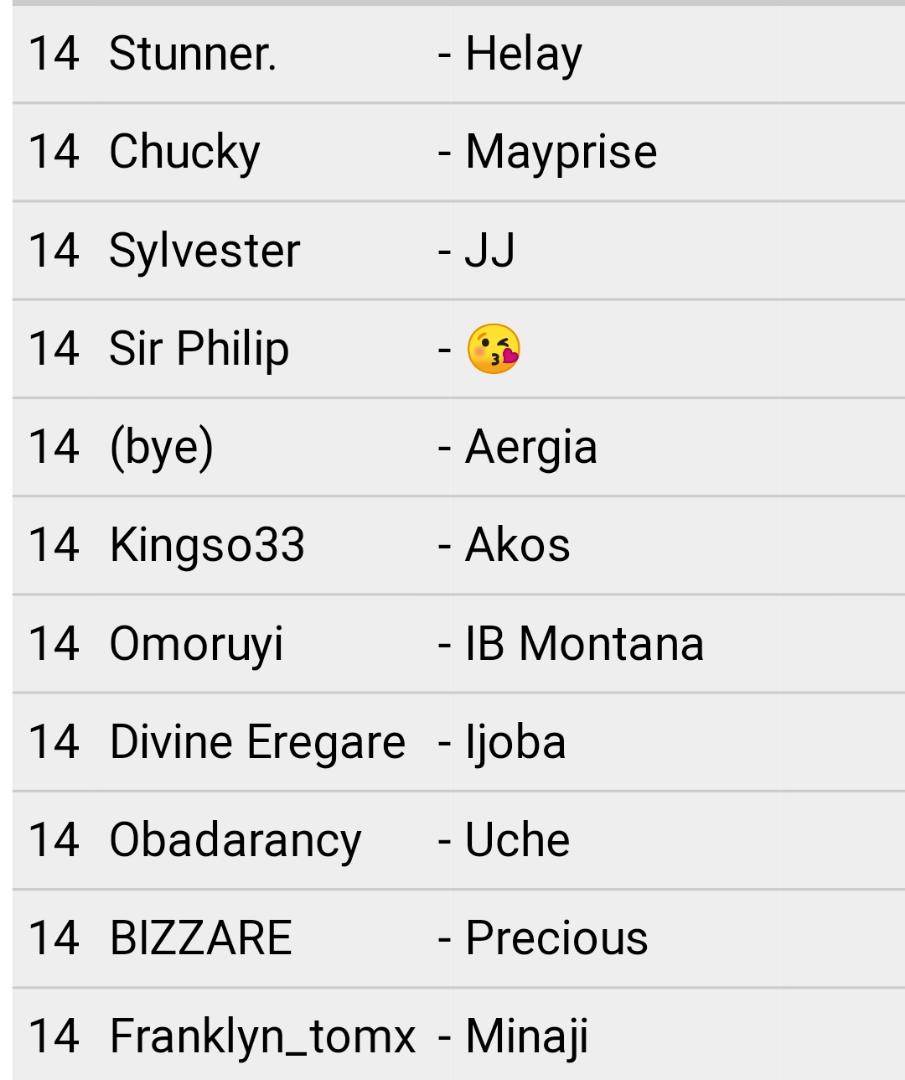 14 Stunner. - Helay
14 Chucky - Mayprise
14 Sylvester - JJ
14 Sir Philip - 😘
14 (bye) - Aergia
14 Kingso33 - Akos
14 Omoruyi - IB Montana
14 Divine Eregare - Ijoba
14 Obadarancy - Uche
14 BIZZARE - Precious
14 Franklyn_tomx - Minaji